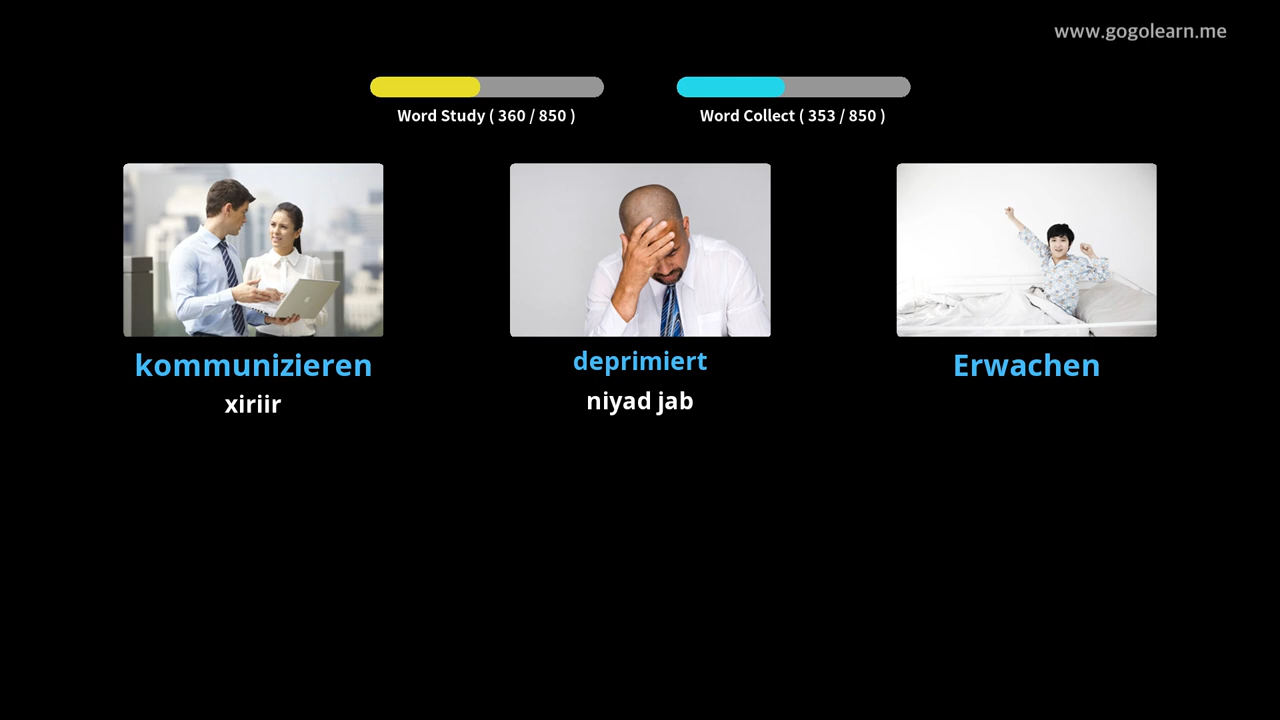 www.gogolearn.me
Word Study ( 360 / 850 )
Word Collect ( 353 / 850 )
kommunizieren
xiriir
deprimiert
niyad jab
Erwachen